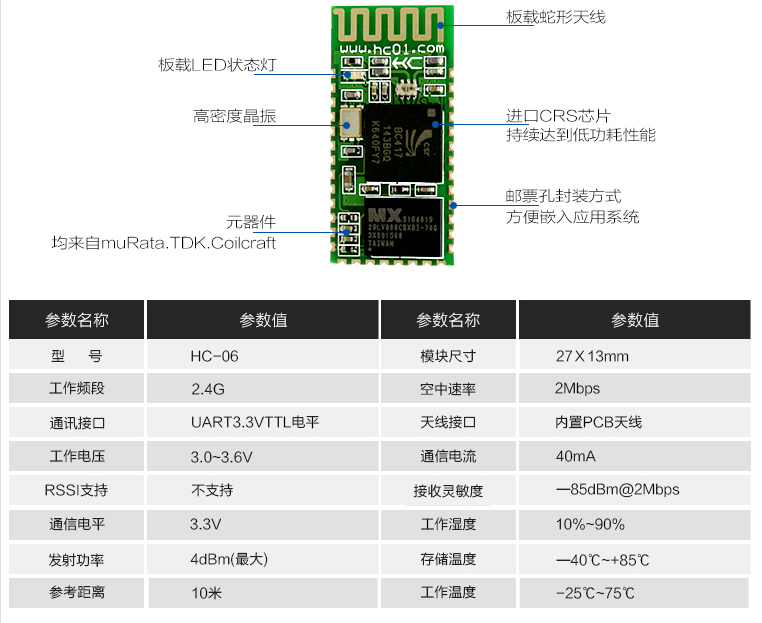 板载蛇形天线
www.hc01.com
HC
板载LED状态灯
高密度晶振
进口CRS芯片
持续达到低功耗性能
csr
BC417
143BGQ
K640FY7
邮票孔封装方式
方便嵌入应用系统
元器件
均来自muRata.TDK.Coilcraft
MX
TAIWAN
参数名称 参数值 参数名称 参数值
型 号 HC-06 模块尺寸 27X13mm
工作频段 2.4G 空中速率 2Mbps
通讯接口 UART3.3VTTL电平 天线接口 内置PCB天线
工作电压 3.0~3.6V 通信电流 40mA
RSSI支持 不支持 接收灵敏度 —85dBm@2Mbps
通信电平 3.3V 工作湿度 10%~90%
发射功率 4dBm(最大) 存储温度 —40℃~+85℃
参考距离 10米 工作温度 -25℃~75℃